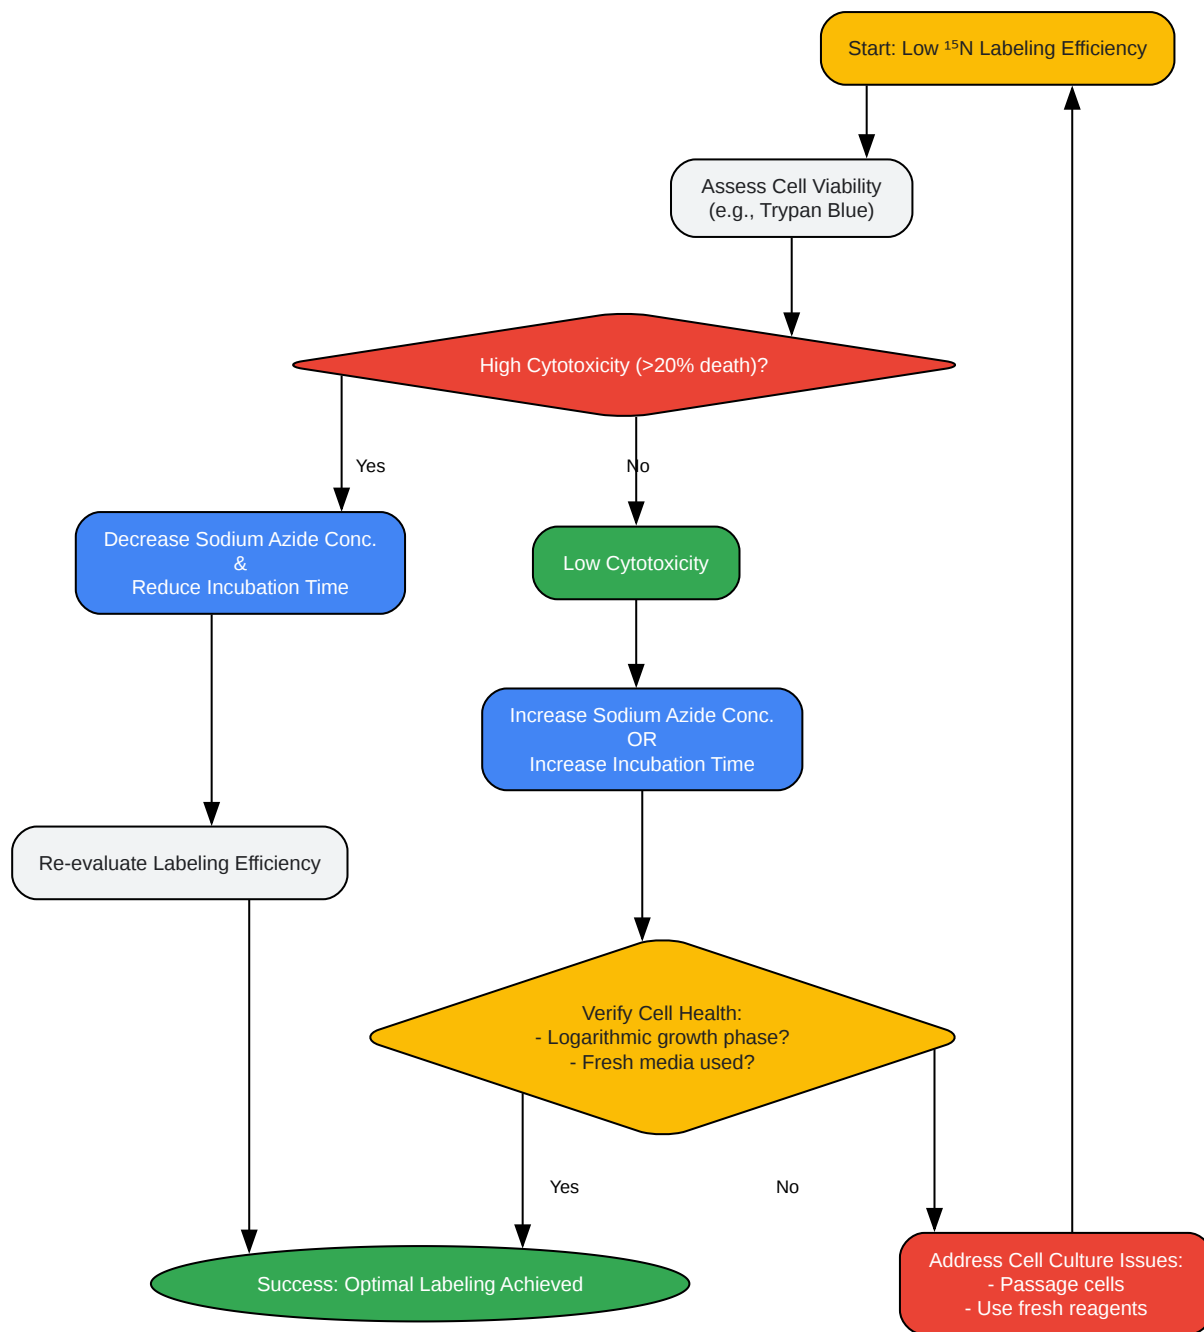 Start: Low ¹⁵N Labeling Efficiency
Assess Cell Viability
(e.g., Trypan Blue)
High Cytotoxicity (>20% death)?
Yes
No
Decrease Sodium Azide Conc.
&
Reduce Incubation Time
Low Cytotoxicity
Increase Sodium Azide Conc.
OR
Increase Incubation Time
Re-evaluate Labeling Efficiency
Verify Cell Health:
- Logarithmic growth phase?
- Fresh media used?
Yes
No
Success: Optimal Labeling Achieved
Address Cell Culture Issues:
- Passage cells
- Use fresh reagents